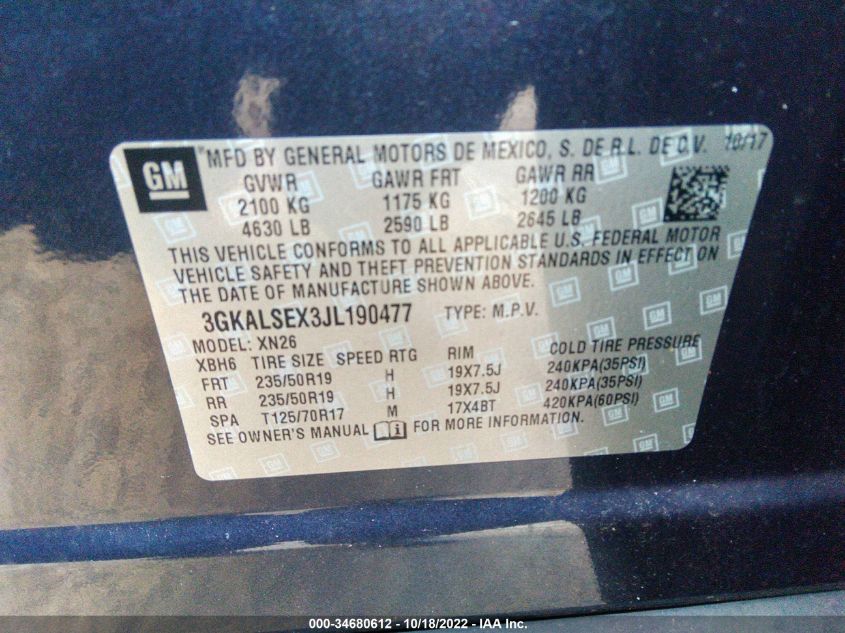 GM
MFD BY GENERAL MOTORS DE MEXICO, S. DE R.L. DE C.V. 10/17
GVWR GAWR FRT GAWR RR
2100 KG 1175 KG 1200 KG
4630 LB 2590 LB 2645 LB
THIS VEHICLE CONFORMS TO ALL APPLICABLE U.S. FEDERAL MOTOR
VEHICLE SAFETY AND THEFT PREVENTION STANDARDS IN EFFECT ON
THE DATE OF MANUFACTURE SHOWN ABOVE.
3GKALSEX3JL190477 TYPE: M.P.V.
MODEL: XN26
XBH6 TIRE SIZE SPEED RTG RIM COLD TIRE PRESSURE
FRT 235/50R19 H 19X7.5J 240KPA(35PSI)
RR 235/50R19 H 19X7.5J 240KPA(35PSI)
SPA T125/70R17 M 17X4BT 420KPA(60PSI)
SEE OWNER'S MANUAL FOR MORE INFORMATION.
000-34680612 - 10/18/2022 - IAA Inc.